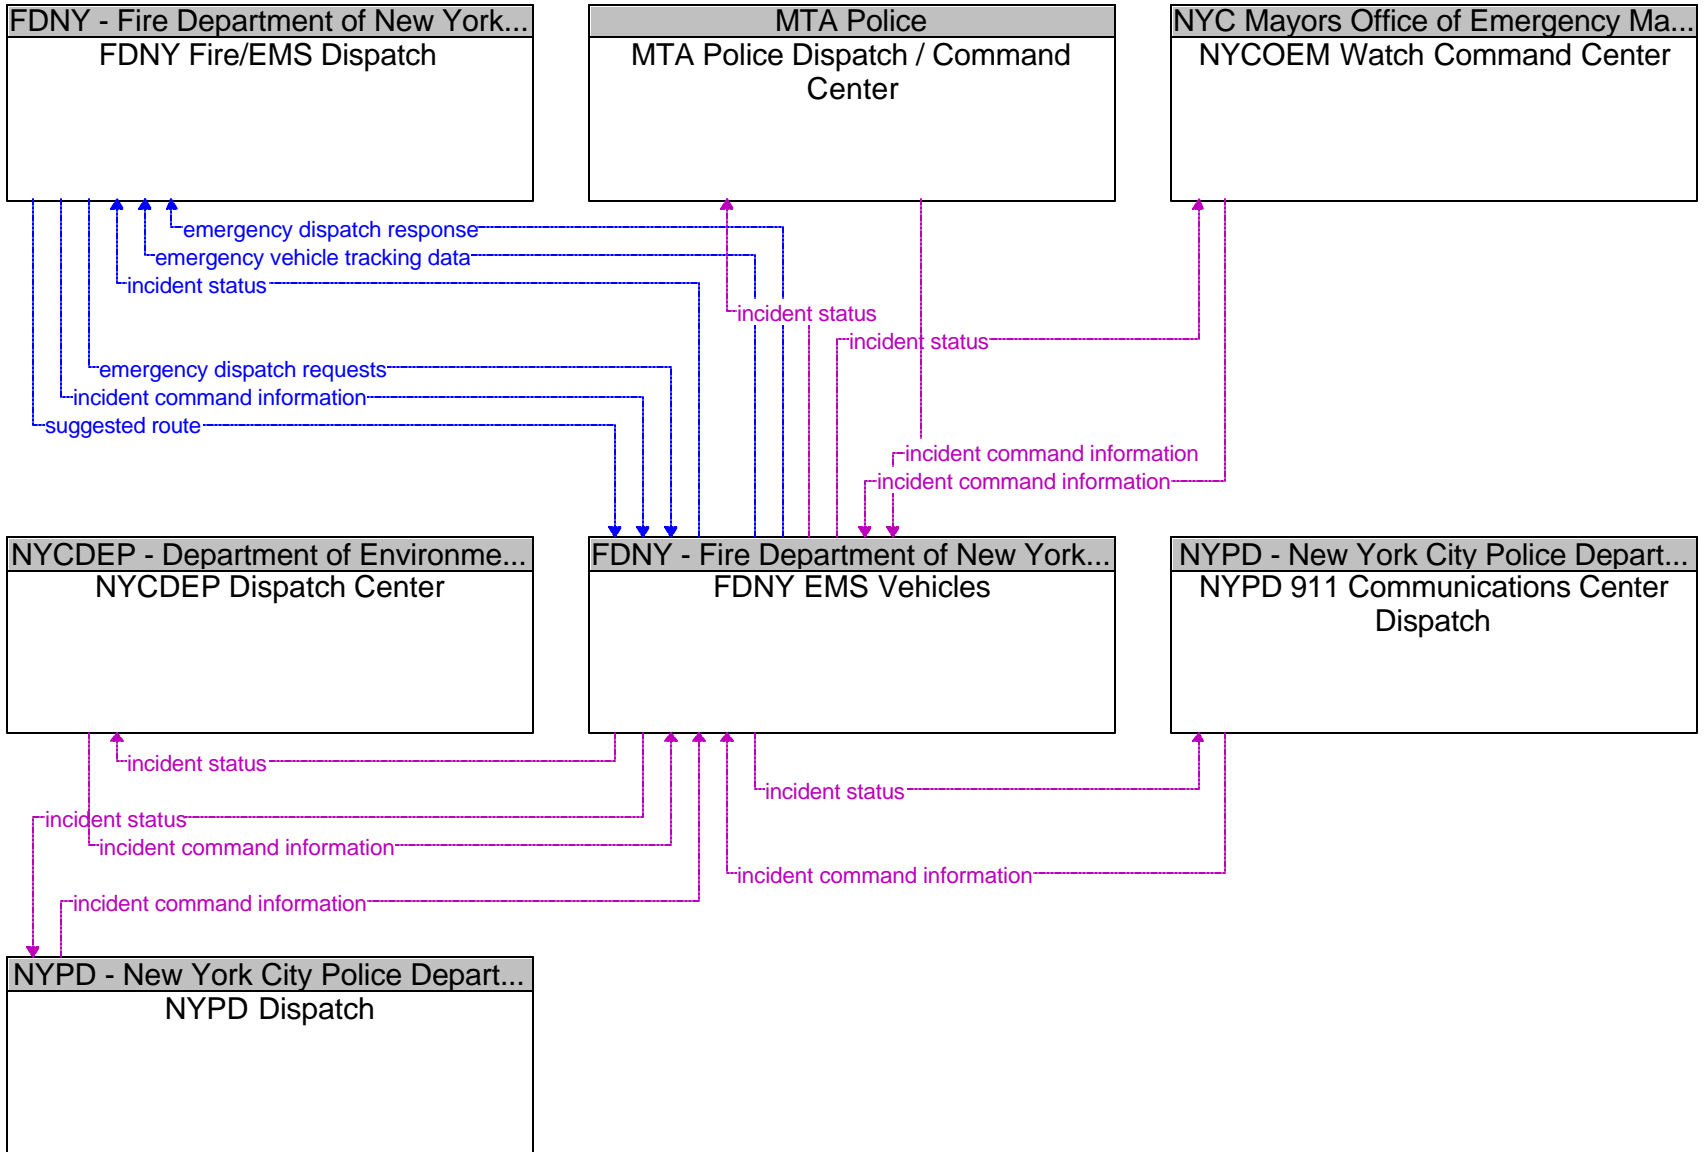 FDNY - Fire Department of New York...
FDNY Fire/EMS Dispatch
MTA Police
MTA Police Dispatch / Command
Center
NYC Mayors Office of Emergency Ma...
NYCOEM Watch Command Center
emergency dispatch response
emergency vehicle tracking data
incident status
incident status
incident status
emergency dispatch requests
incident command information
suggested route
incident command information
incident command information
NYCDEP - Department of Environme...
NYCDEP Dispatch Center
FDNY - Fire Department of New York...
FDNY EMS Vehicles
NYPD - New York City Police Depart...
NYPD 911 Communications Center
Dispatch
incident status
incident status
incident status
incident command information
incident command information
incident command information
NYPD - New York City Police Depart...
NYPD Dispatch